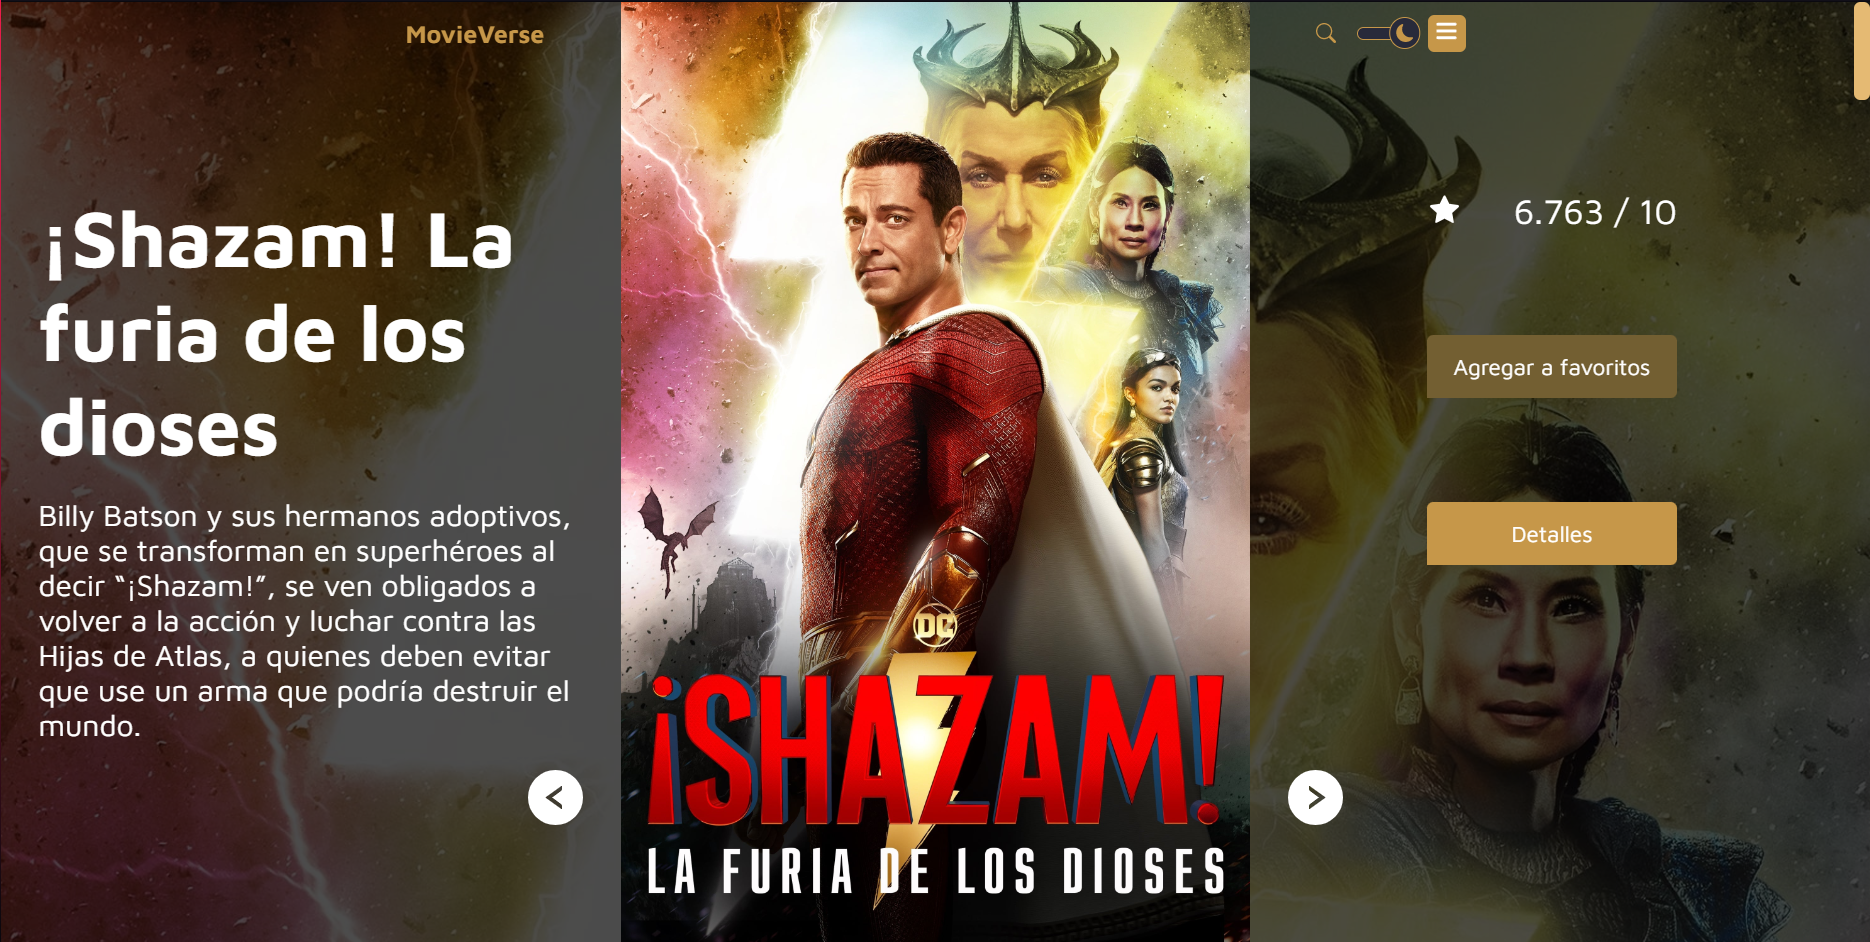 MovieVerse
¡Shazam! La
furia de los
dioses
Billy Batson y sus hermanos adoptivos,
que se transforman en superhéroes al
decir “¡Shazam!”, se ven obligados a
volver a la acción y luchar contra las
Hijas de Atlas, a quienes deben evitar
que use un arma que podría destruir el
mundo.
DC
¡SHAZAM!
LA FURIA DE LOS DIOSES
6.763 / 10
Agregar a favoritos
Detalles